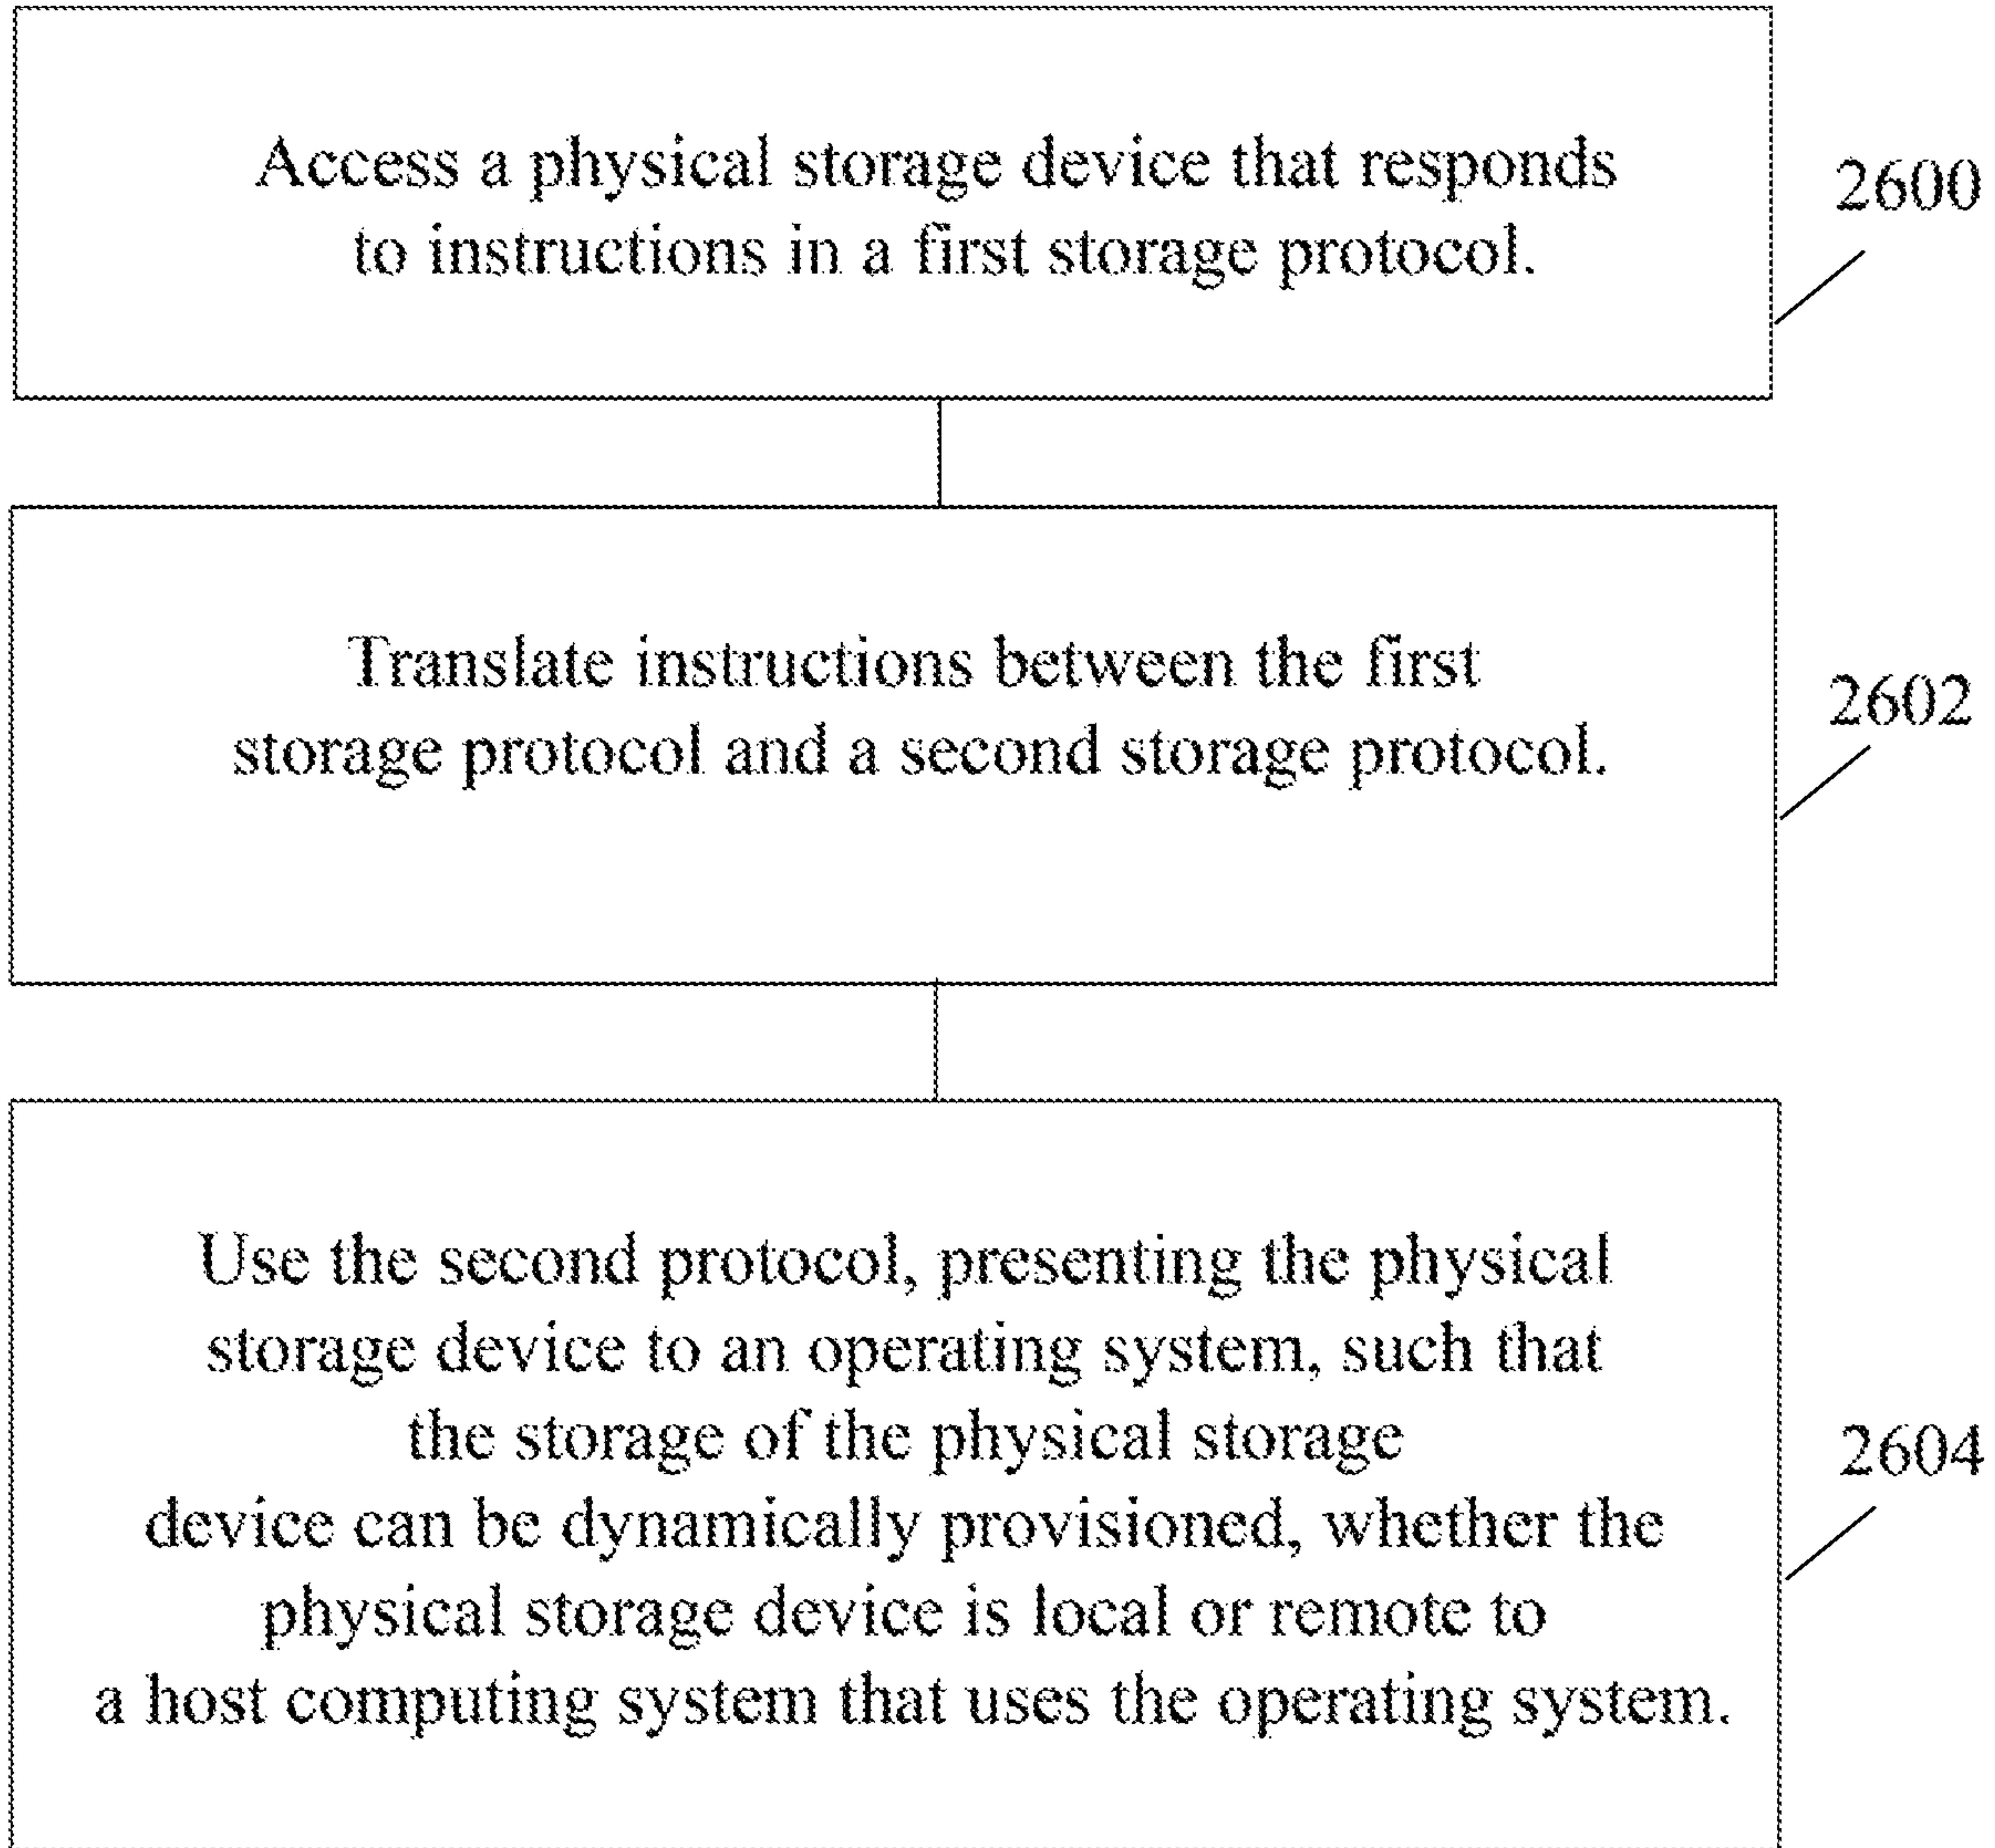 Access a physical storage device that responds
to instructions in a first storage protocol.
2600
Translate instructions between the first
storage protocol and a second storage protocol.
2602
Use the second protocol, presenting the physical
storage device to an operating system, such that
the storage of the physical storage
device can be dynamically provisioned, whether the
physical storage device is local or remote to
a host computing system that uses the operating system.
2604